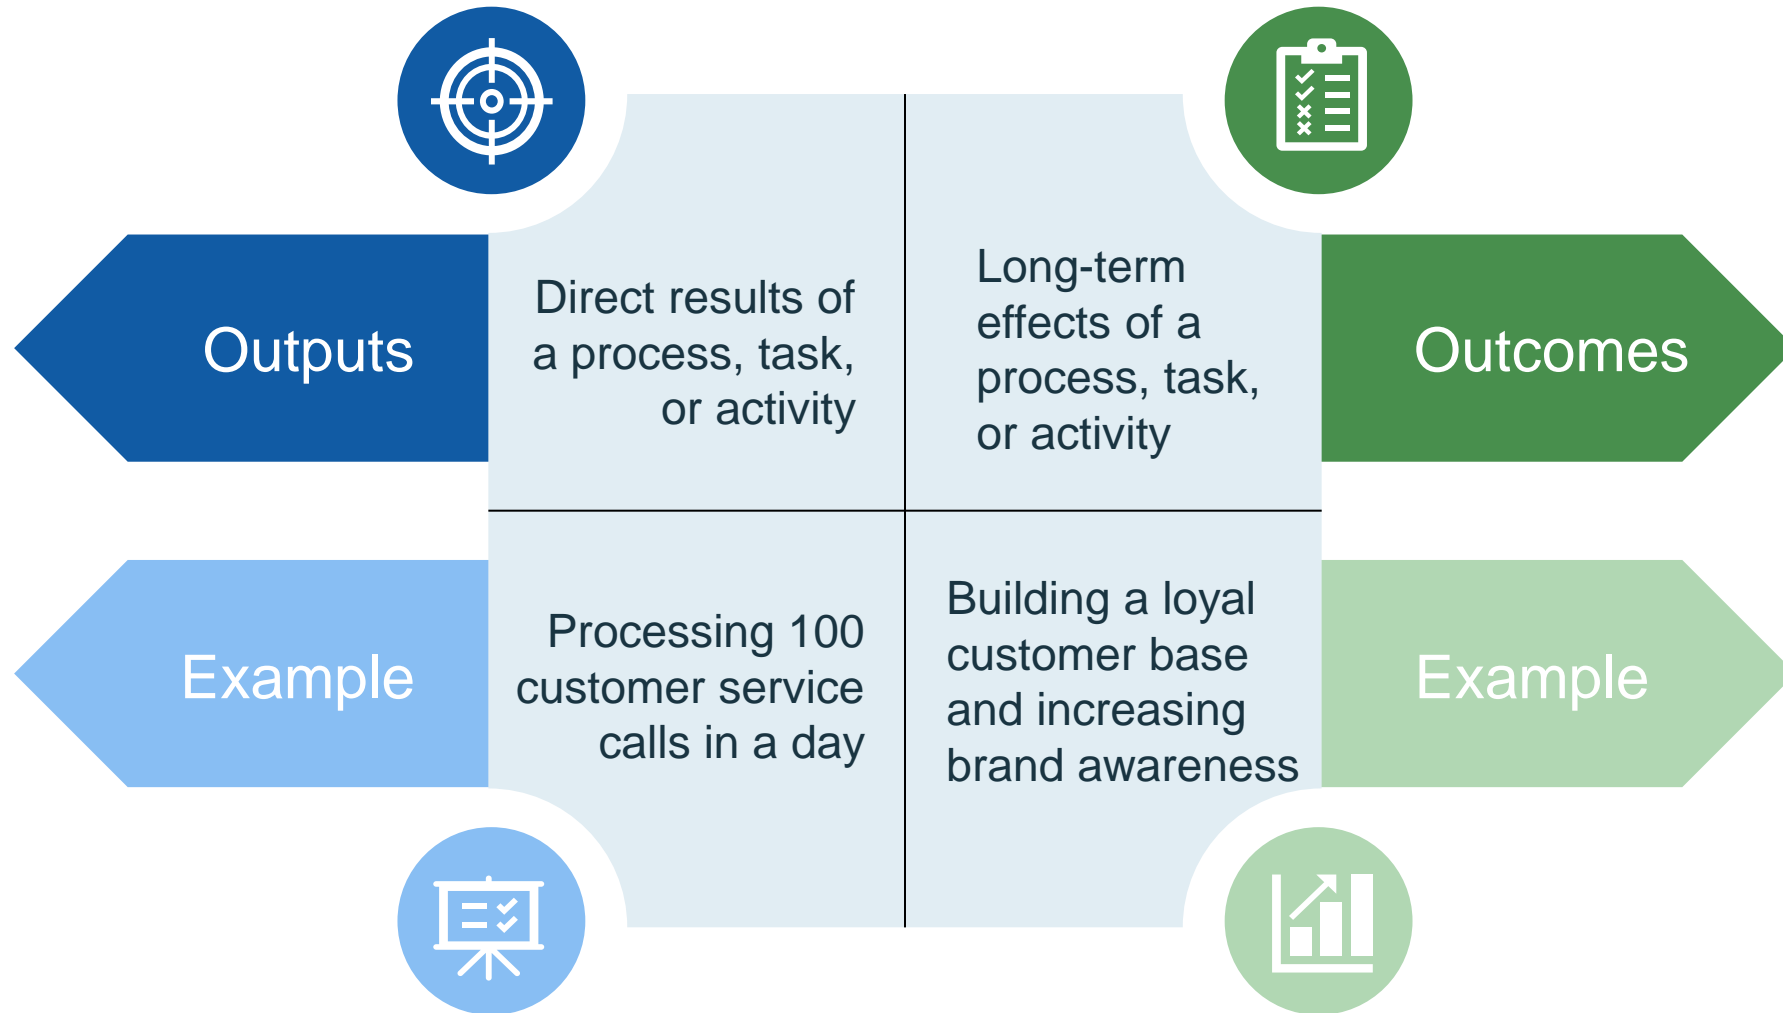 Outputs
Direct results of
a process, task,
or activity
Long-term
effects of a
process, task,
or activity
Outcomes
Example
Processing 100
customer service
calls in a day
Building a loyal
customer base
and increasing
brand awareness
Example